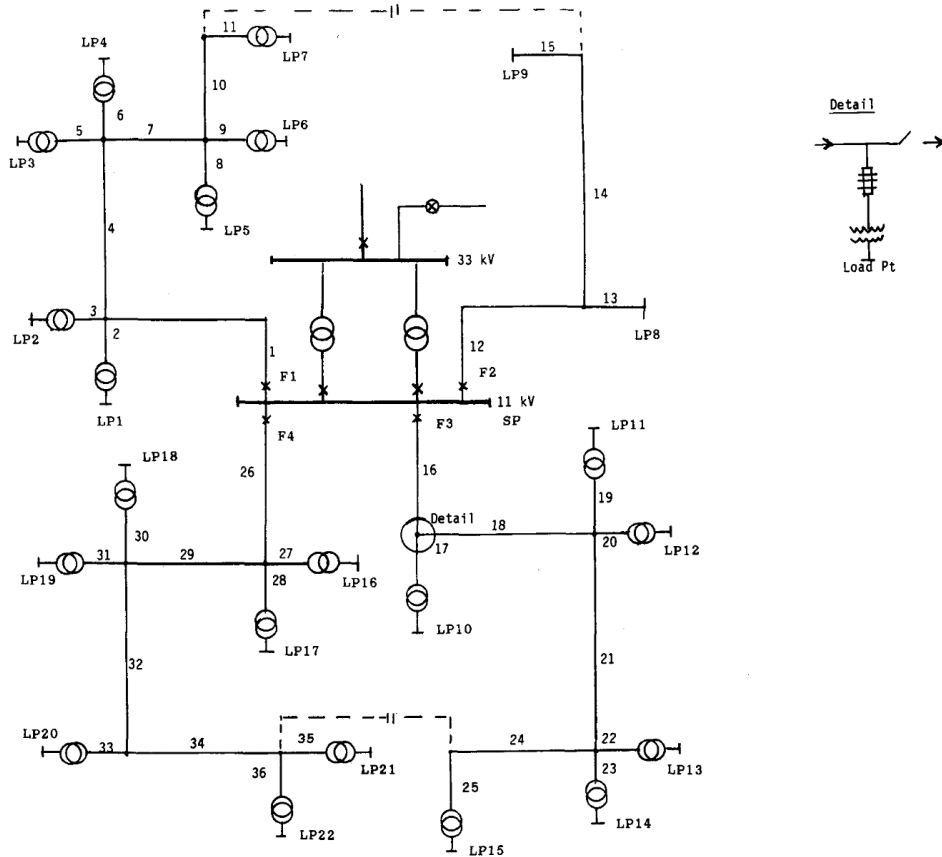 11
LP7
LP4
15
LP9
Detail
10
6
5
7
9
LP6
LP3
8
LP5
14
4
33 kV
Load Pt
LP2
3
2
13
LP8
1
12
LP1
F1
F2
11 kV
SP
F4
F3
LP11
LP18
26
16
19
Detail
18
30
17
20
LP12
31
29
27
LP19
28
LP16
LP10
LP17
32
21
LP20
33
34
35
24
22
LP21
LP13
36
25
23
LP22
LP15
LP14